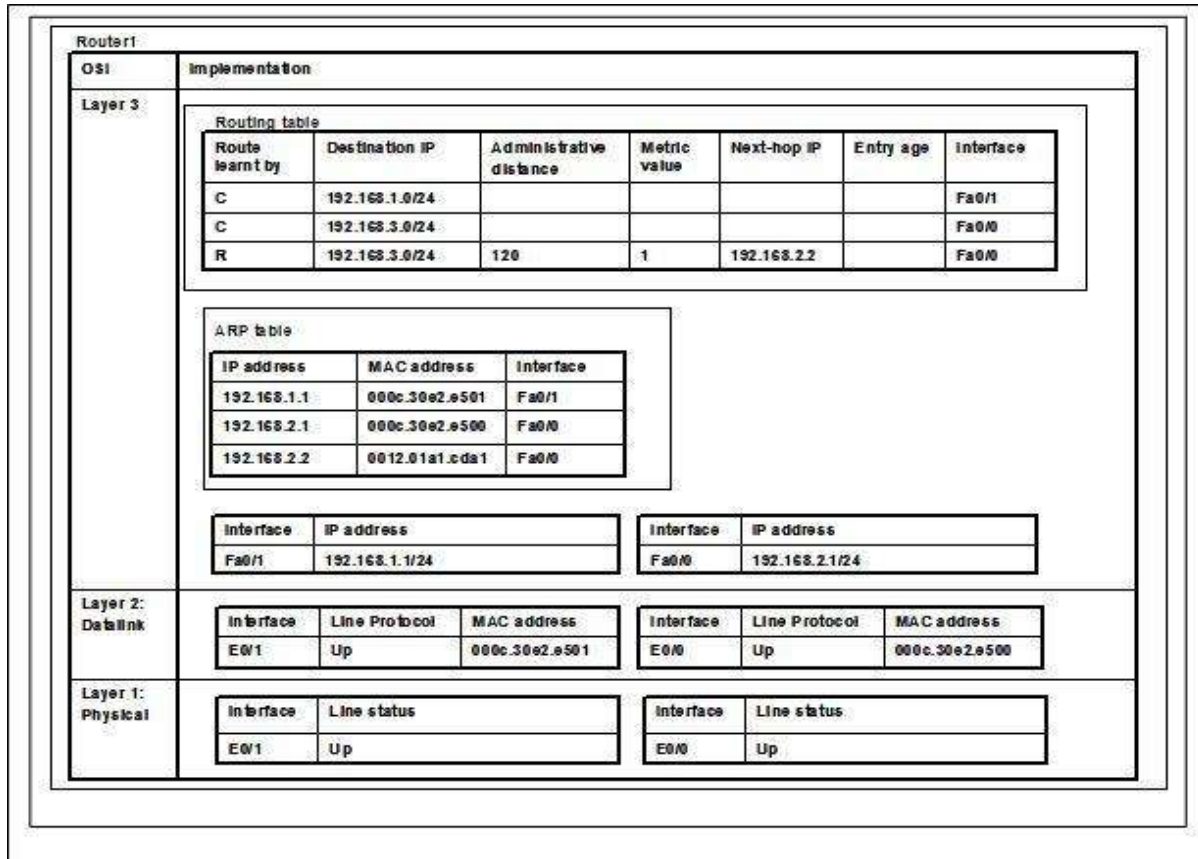 Router1
OSI Implementation
Layer 3
Routing table
Route learnt by Destination IP Administrative distance Metric value Next-hop IP Entry age Interface
C 192.168.1.0/24 Fa0/1
C 192.168.3.0/24 Fa0/0
R 192.168.3.0/24 120 1 192.168.2.2 Fa0/0
ARP table
IP address MAC address Interface
192.168.1.1 000c.30e2.e501 Fa0/1
192.168.2.1 000c.30e2.e500 Fa0/0
192.168.2.2 0012.01a1.cda1 Fa0/0
Interface IP address Interface IP address
Fa0/1 192.168.1.1/24 Fa0/0 192.168.2.1/24
Layer 2: Datalink
Interface Line Protocol MAC address Interface Line Protocol MAC address
E0/1 Up 000c.30e2.e501 E0/0 Up 000c.30e2.e500
Layer 1: Physical
Interface Line status Interface Line status
E0/1 Up E0/0 Up